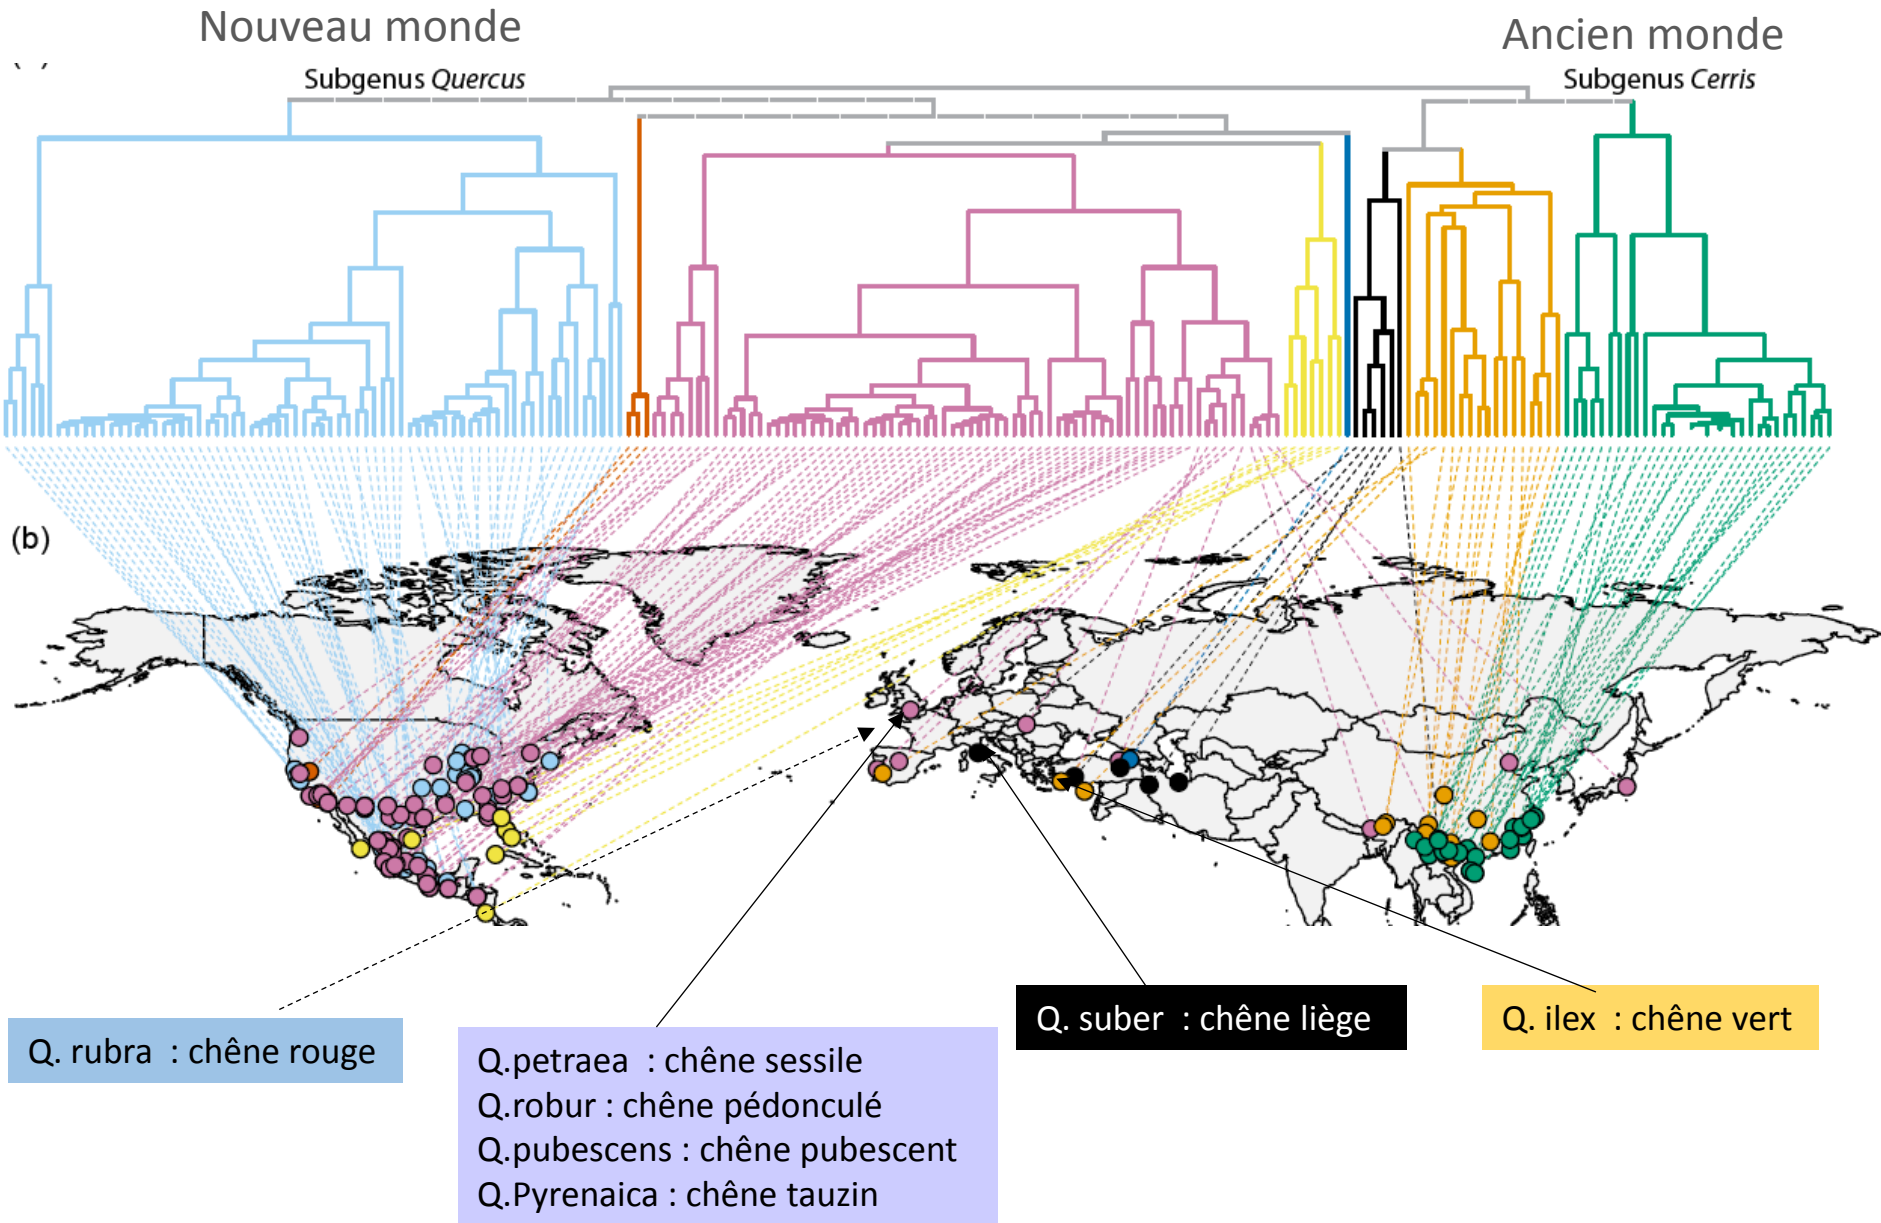 Nouveau monde
Ancien monde
Subgenus Quercus
Subgenus Cerris
(b)
Q. rubra : chêne rouge
Q.petraea : chêne sessile
Q.robur : chêne pédonculé
Q.pubescens : chêne pubescent
Q.Pyrenaica : chêne tauzin
Q. suber : chêne liège
Q. ilex : chêne vert